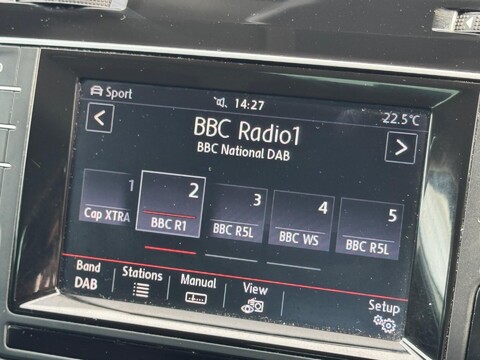 Sport
14:27
22.5°C
<
BBC Radio1
>
BBC National DAB
1 2 3 4 5
Cap XTRA BBC R1 BBC R5L BBC WS BBC R5L
Band Stations Manual View Setup
DAB